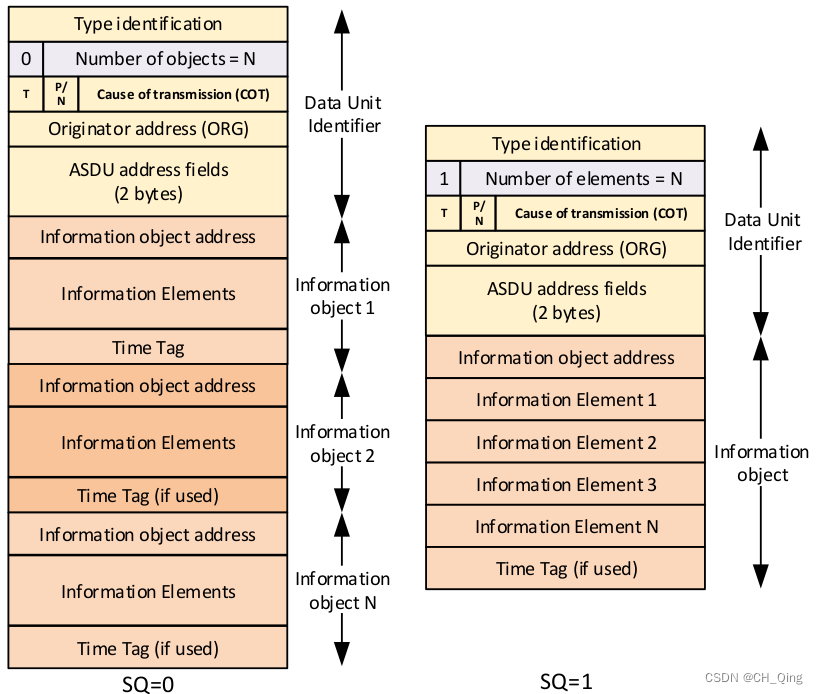 Type identification
0
Number of objects = N
T
P/
N
Cause of transmission (COT)
Originator address (ORG)
ASDU address fields
(2 bytes)
Data Unit
Identifier
Information object address
Information Elements
Time Tag
Information
object 1
Information object address
Information Elements
Time Tag (if used)
Information
object 2
Information object address
Information Elements
Time Tag (if used)
Information
object N
SQ=0
Type identification
1
Number of elements = N
T
P/
N
Cause of transmission (COT)
Originator address (ORG)
ASDU address fields
(2 bytes)
Data Unit
Identifier
Information object address
Information Element 1
Information Element 2
Information Element 3
Information Element N
Time Tag (if used)
Information
object
SQ=1
CSDN @CH_Qing